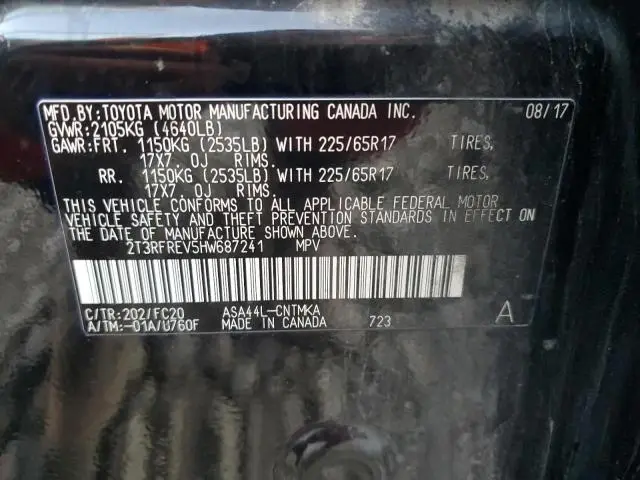 MFD.BY:TOYOTA MOTOR MANUFACTURING CANADA INC. 08/17
GVWR:2105KG (4640LB)
GAWR:FRT. 1150KG (2535LB) WITH 225/65R17 TIRES,
17X7.0J RIMS.
RR. 1150KG (2535LB) WITH 225/65R17 TIRES,
17X7.0J RIMS.
THIS VEHICLE CONFORMS TO ALL APPLICABLE FEDERAL MOTOR
VEHICLE SAFETY AND THEFT PREVENTION STANDARDS IN EFFECT ON
THE DATE OF MANUFACTURE SHOWN ABOVE.
2T3RFREV5HW687241 MPV
C/TR:202/FC20 ASA44L-CNTMKA A
A/TM:-01A/U760F MADE IN CANADA 723